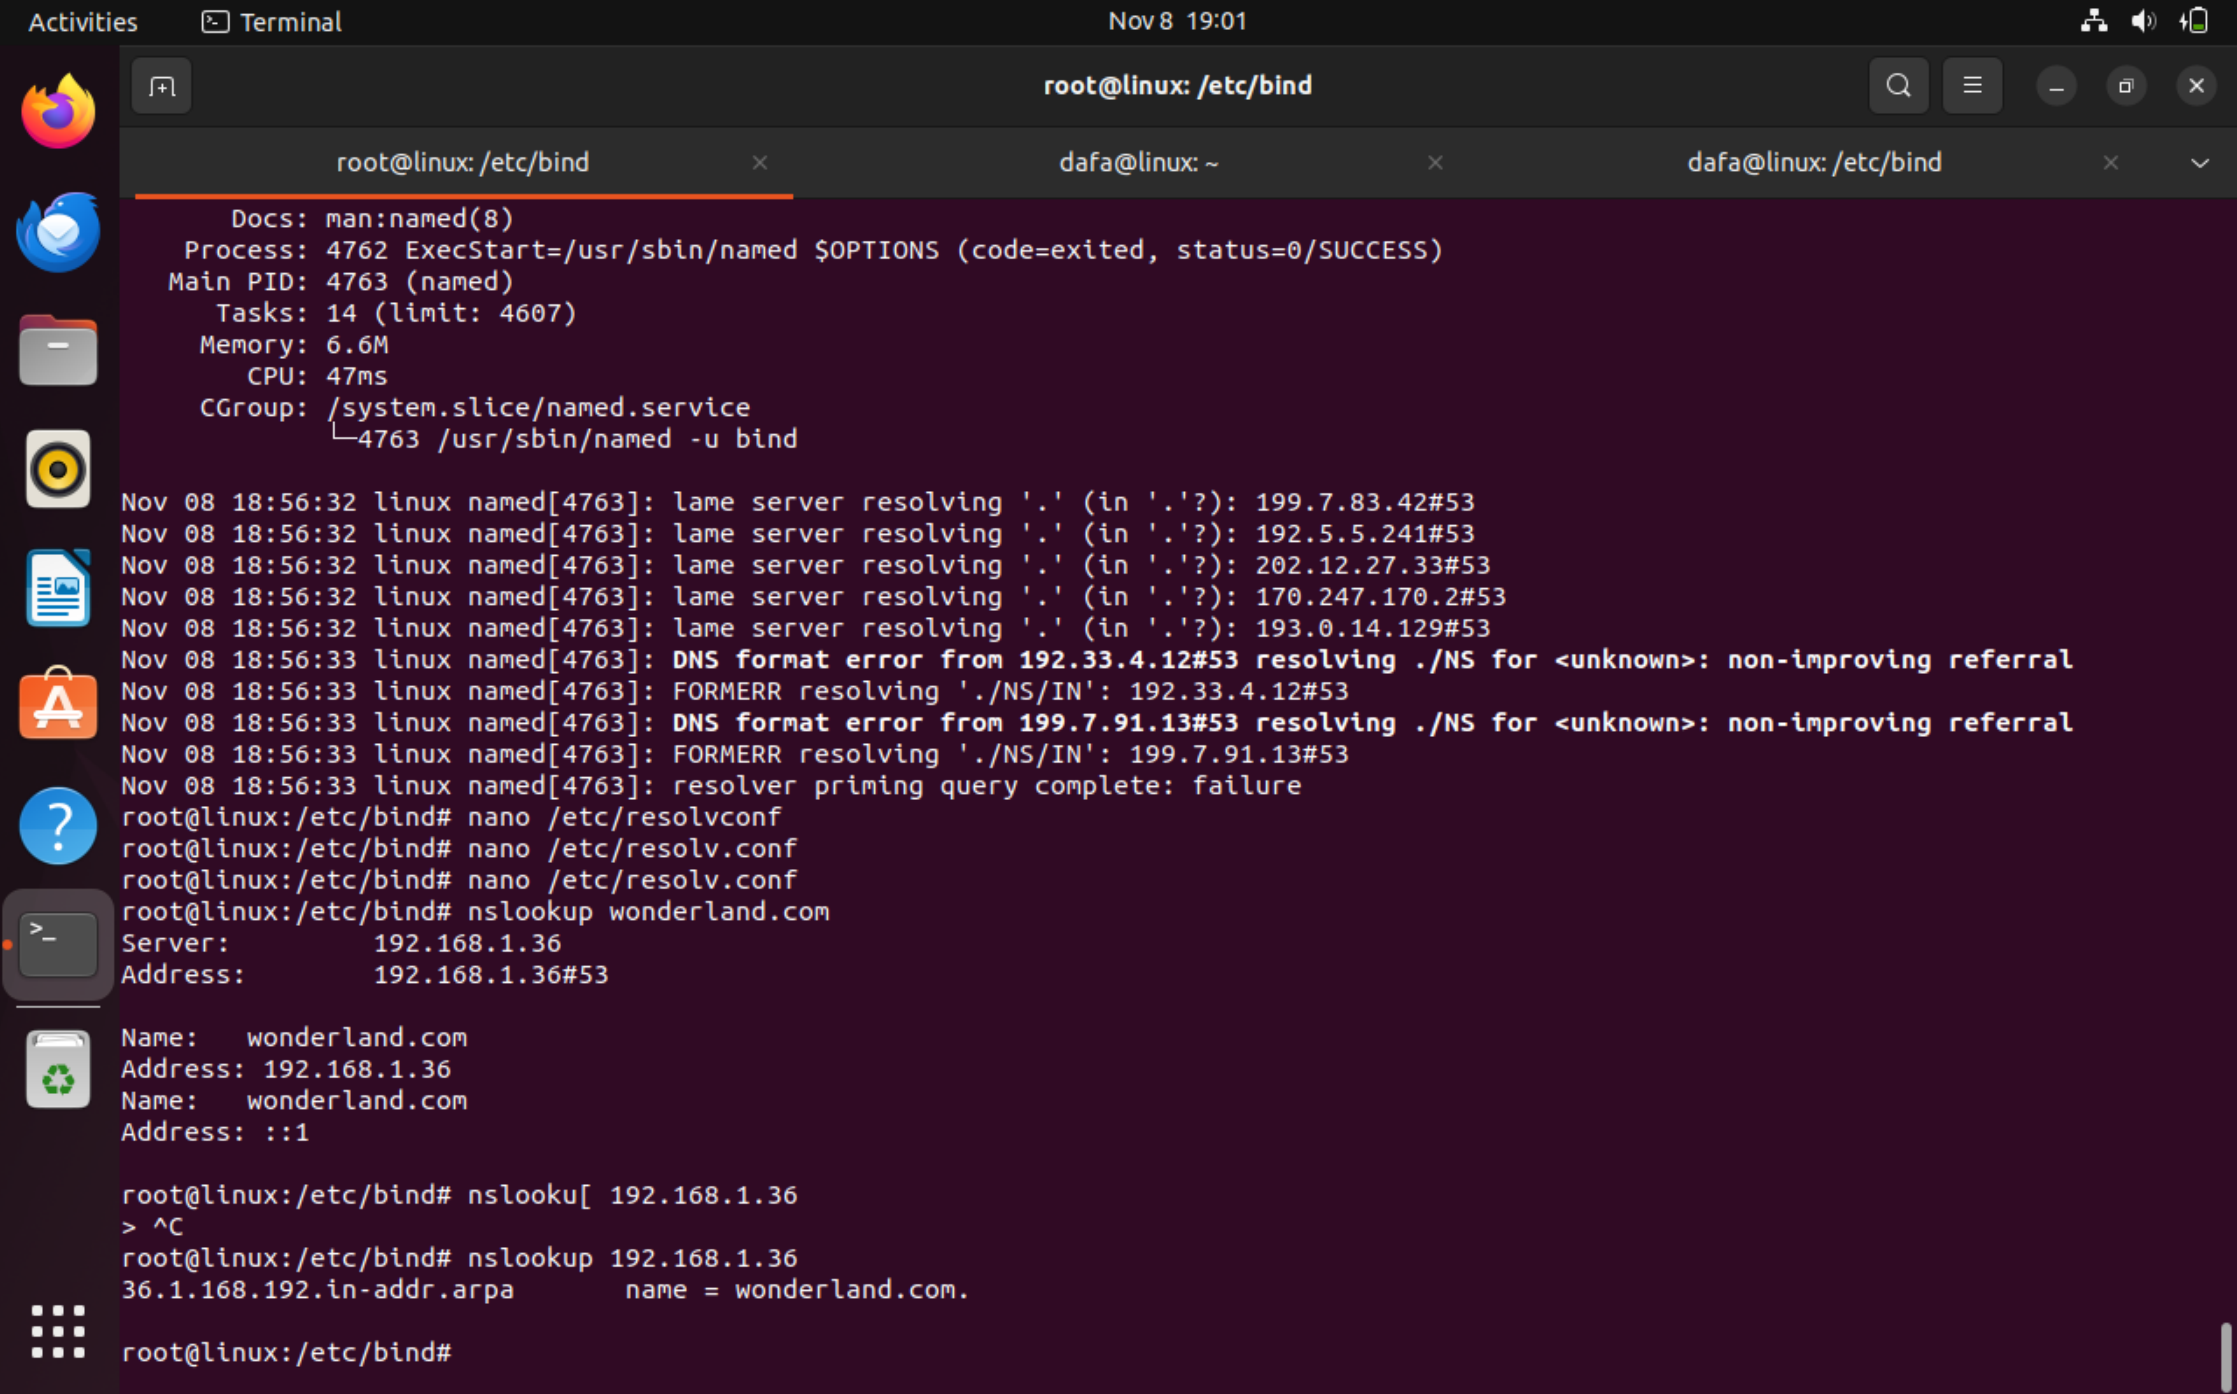 Activities Terminal Nov 8 19:01
root@linux: /etc/bind
root@linux: /etc/bind dafa@linux: ~ dafa@linux: /etc/bind
Docs: man:named(8)
Process: 4762 ExecStart=/usr/sbin/named $OPTIONS (code=exited, status=0/SUCCESS)
Main PID: 4763 (named)
Tasks: 14 (limit: 4607)
Memory: 6.6M
CPU: 47ms
CGroup: /system.slice/named.service
└─4763 /usr/sbin/named -u bind
Nov 08 18:56:32 linux named[4763]: lame server resolving '.' (in '.'?): 199.7.83.42#53
Nov 08 18:56:32 linux named[4763]: lame server resolving '.' (in '.'?): 192.5.5.241#53
Nov 08 18:56:32 linux named[4763]: lame server resolving '.' (in '.'?): 202.12.27.33#53
Nov 08 18:56:32 linux named[4763]: lame server resolving '.' (in '.'?): 170.247.170.2#53
Nov 08 18:56:32 linux named[4763]: lame server resolving '.' (in '.'?): 193.0.14.129#53
Nov 08 18:56:33 linux named[4763]: DNS format error from 192.33.4.12#53 resolving ./NS for <unknown>: non-improving referral
Nov 08 18:56:33 linux named[4763]: FORMERR resolving './NS/IN': 192.33.4.12#53
Nov 08 18:56:33 linux named[4763]: DNS format error from 199.7.91.13#53 resolving ./NS for <unknown>: non-improving referral
Nov 08 18:56:33 linux named[4763]: FORMERR resolving './NS/IN': 199.7.91.13#53
Nov 08 18:56:33 linux named[4763]: resolver priming query complete: failure
root@linux:/etc/bind# nano /etc/resolvconf
root@linux:/etc/bind# nano /etc/resolv.conf
root@linux:/etc/bind# nano /etc/resolv.conf
root@linux:/etc/bind# nslookup wonderland.com
Server: 192.168.1.36
Address: 192.168.1.36#53
Name: wonderland.com
Address: 192.168.1.36
Name: wonderland.com
Address: ::1
root@linux:/etc/bind# nslooku[ 192.168.1.36
> ^C
root@linux:/etc/bind# nslookup 192.168.1.36
36.1.168.192.in-addr.arpa name = wonderland.com.
root@linux:/etc/bind#